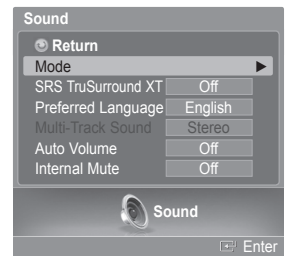 Sound
Return
Mode ►
SRS TruSurround XT Off
Preferred Language English
Multi-Track Sound Stereo
Auto Volume Off
Internal Mute Off
Sound
Enter